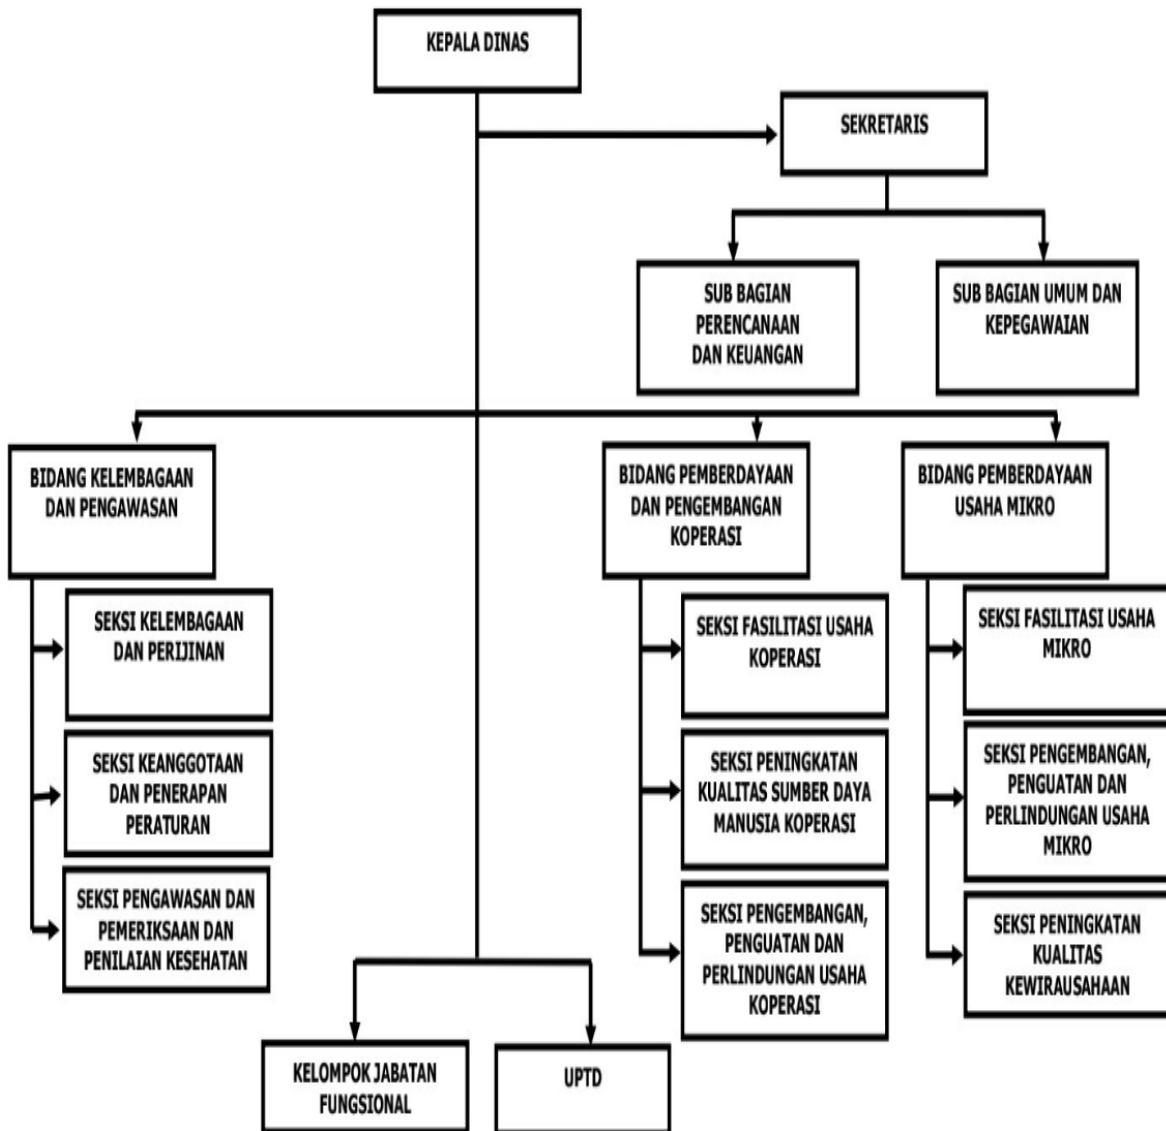 KEPALA DINAS
SEKRETARIS
SUB BAGIAN
PERENCANAAN
DAN KEUANGAN
SUB BAGIAN UMUM DAN
KEPEGAWAIAN
BIDANG KELEMBAGAAN
DAN PENGAWASAN
SEKSI KELEMBAGAAN
DAN PERIJINAN
SEKSI KEANGGOTAAN
DAN PENERAPAN
PERATURAN
SEKSI PENGAWASAN DAN
PEMERIKSAAN DAN
PENILAIAN KESEHATAN
BIDANG PEMBERDAYAAN
DAN PENGEMBANGAN
KOPERASI
SEKSI FASILITASI USAHA
KOPERASI
SEKSI PENINGKATAN
KUALITAS SUMBER DAYA
MANUSIA KOPERASI
SEKSI PENGEMBANGAN,
PENGUATAN DAN
PERLINDUNGAN USAHA
KOPERASI
BIDANG PEMBERDAYAAN
USAHA MIKRO
SEKSI FASILITASI USAHA
MIKRO
SEKSI PENGEMBANGAN,
PENGUATAN DAN
PERLINDUNGAN USAHA
MIKRO
SEKSI PENINGKATAN
KUALITAS
KEWIRAUSAHAAN
KELOMPOK JABATAN
FUNGSIONAL
UPTD